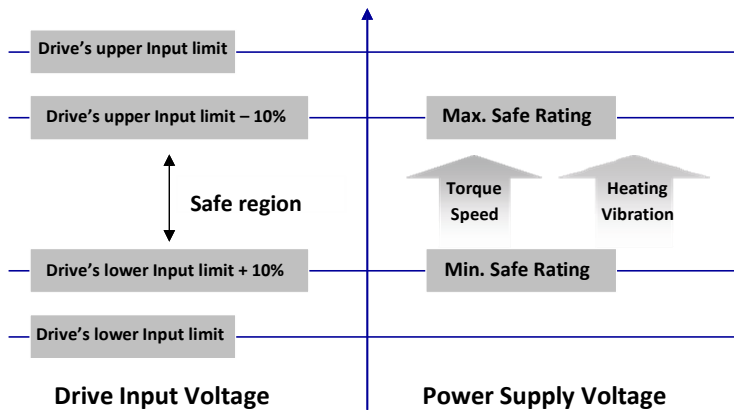 Drive's upper Input limit
Drive's upper Input limit – 10%
Max. Safe Rating
Torque
Speed
Heating
Vibration
Safe region
Drive's lower Input limit + 10%
Min. Safe Rating
Drive's lower Input limit
Drive Input Voltage
Power Supply Voltage